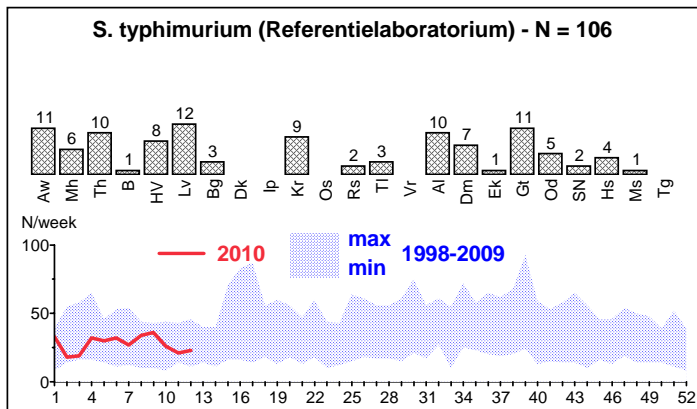 S. typhimurium (Referentielaboratorium) - N = 106
11 6 10 1 8 12 3 9 2 3 10 7 1 11 5 2 4 1
Aw Mh Th B HV Lv Bg Dk Ip Kr Os Rs Tl Vr Al Dm Ek Gt Od SN Hs Ms Tg
N/week
100
2010
max
min
1998-2009
50
0
1 4 7 10 13 16 19 22 25 28 31 34 37 40 43 46 49 52